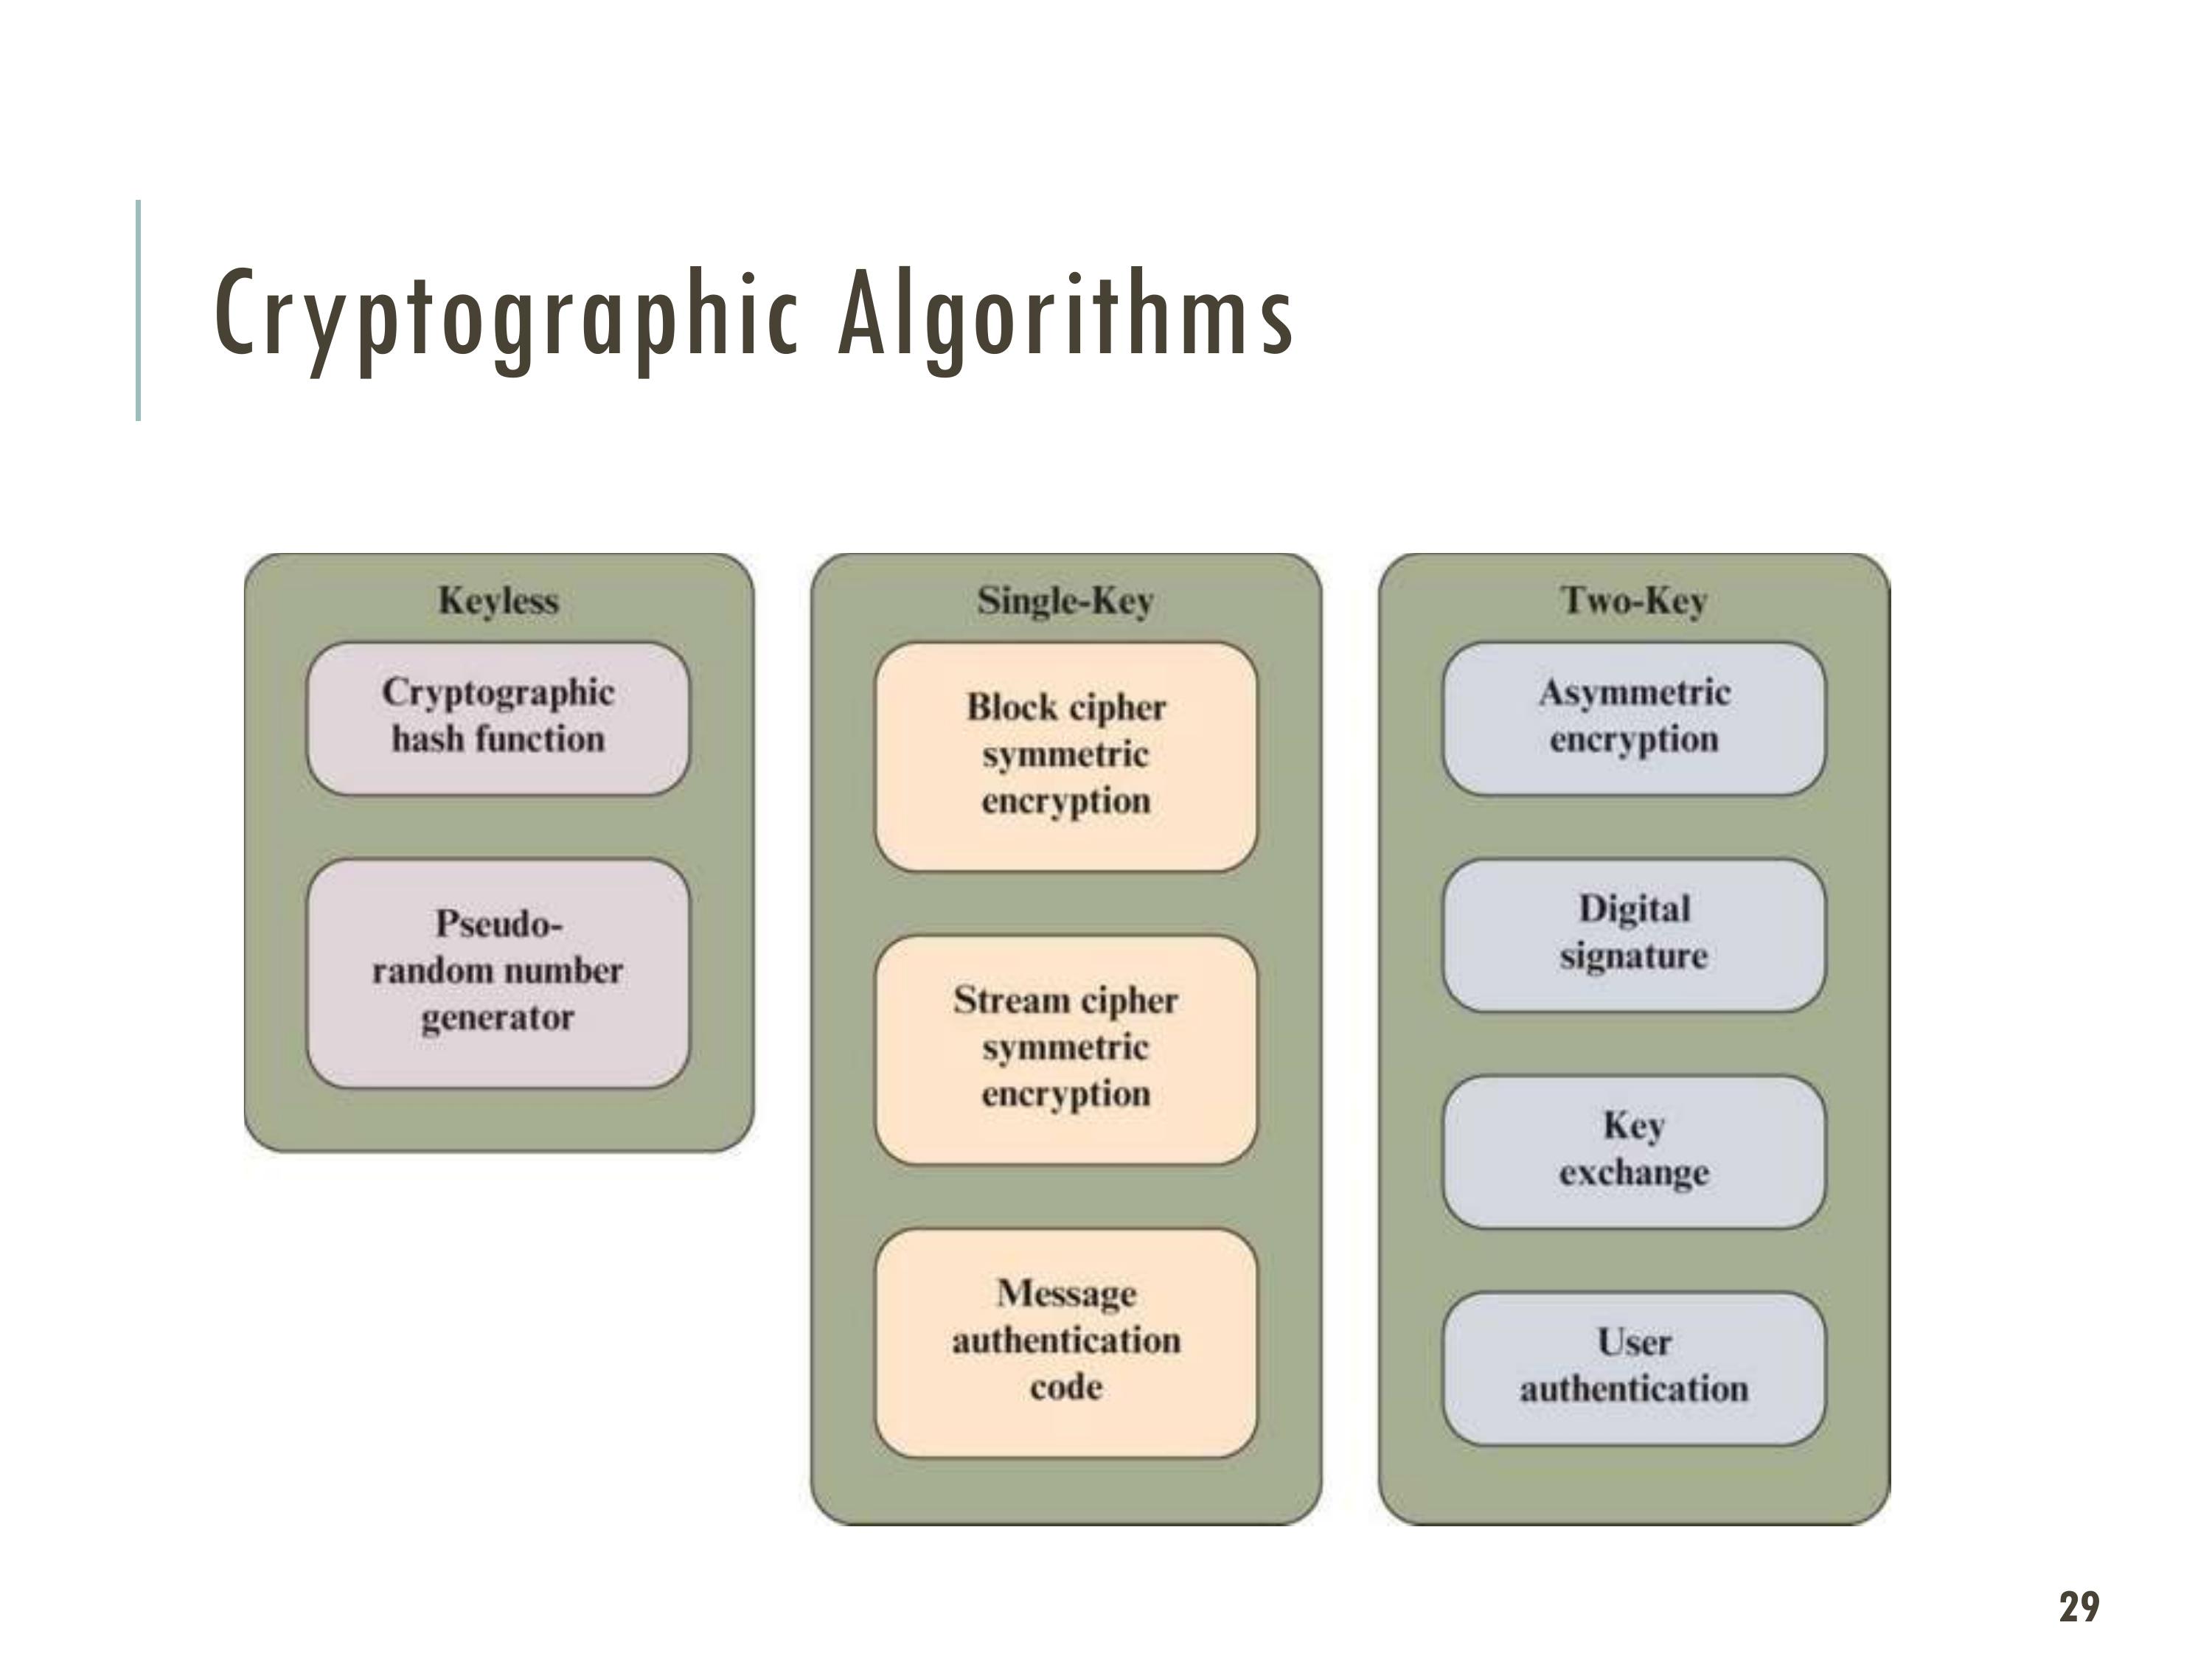 Cryptographic Algorithms
Keyless
Cryptographic
hash function
Pseudo-
random number
generator
Single-Key
Block cipher
symmetric
encryption
Stream cipher
symmetric
encryption
Message
authentication
code
Two-Key
Asymmetric
encryption
Digital
signature
Key
exchange
User
authentication
29